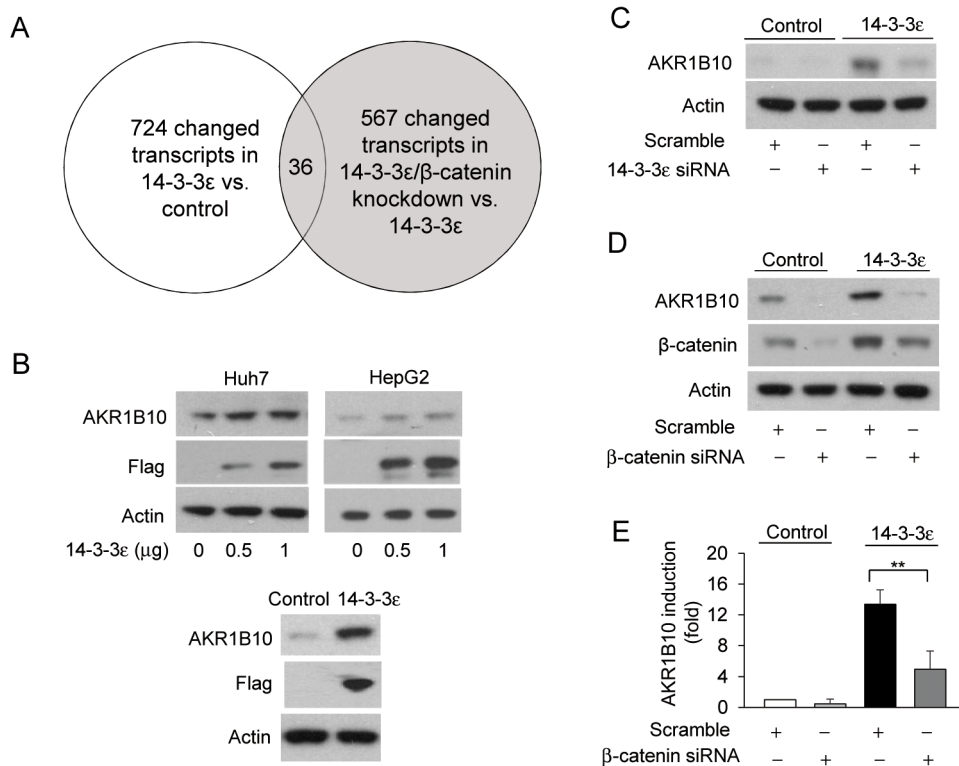 A
724 changed
transcripts in
14-3-3ε vs.
control
36
567 changed
transcripts in
14-3-3ε/β-catenin
knockdown vs.
14-3-3ε
B
Huh7 HepG2
AKR1B10
Flag
Actin
14-3-3ε (μg) 0 0.5 1 0 0.5 1
Control 14-3-3ε
AKR1B10
Flag
Actin
C
Control 14-3-3ε
AKR1B10
Actin
Scramble + − + −
14-3-3ε siRNA − + − +
D
Control 14-3-3ε
AKR1B10
β-catenin
Actin
Scramble + − + −
β-catenin siRNA − + − +
E
Control 14-3-3ε
AKR1B10 induction
(fold)
20
16
12
8
4
0
**
Scramble + − + −
β-catenin siRNA − + − +